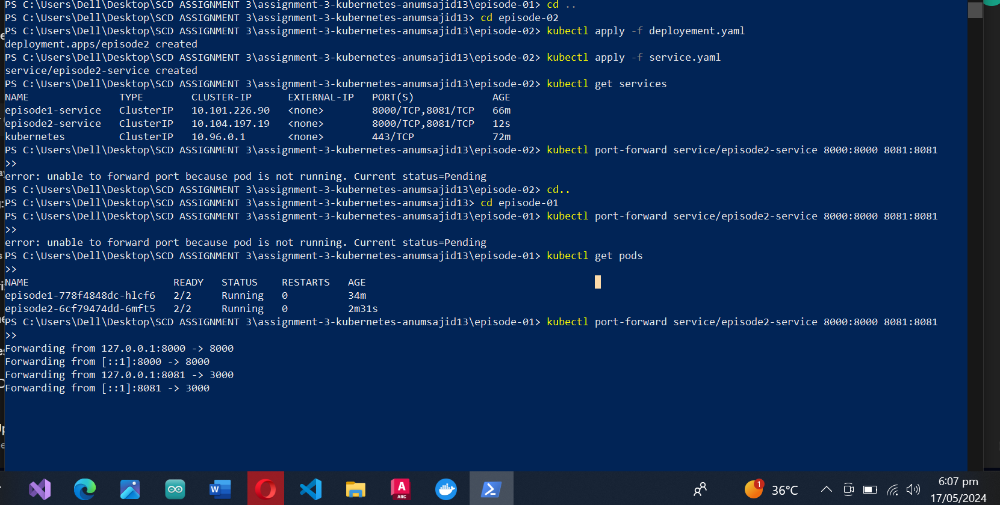 PS C:\Users\Dell\Desktop\SCD ASSIGNMENT 3\assignment-3-kubernetes-anumsajid13\episode-01> cd ..
PS C:\Users\Dell\Desktop\SCD ASSIGNMENT 3\assignment-3-kubernetes-anumsajid13> cd episode-02
PS C:\Users\Dell\Desktop\SCD ASSIGNMENT 3\assignment-3-kubernetes-anumsajid13\episode-02> kubectl apply -f deployement.yaml
deployment.apps/episode2 created
PS C:\Users\Dell\Desktop\SCD ASSIGNMENT 3\assignment-3-kubernetes-anumsajid13\episode-02> kubectl apply -f service.yaml
service/episode2-service created
PS C:\Users\Dell\Desktop\SCD ASSIGNMENT 3\assignment-3-kubernetes-anumsajid13\episode-02> kubectl get services
NAME TYPE CLUSTER-IP EXTERNAL-IP PORT(S) AGE
episode1-service ClusterIP 10.101.226.90 <none> 8000/TCP,8081/TCP 66m
episode2-service ClusterIP 10.104.197.19 <none> 8000/TCP,8081/TCP 12s
kubernetes ClusterIP 10.96.0.1 <none> 443/TCP 72m
PS C:\Users\Dell\Desktop\SCD ASSIGNMENT 3\assignment-3-kubernetes-anumsajid13\episode-02> kubectl port-forward service/episode2-service 8000:8000 8081:8081
>>
error: unable to forward port because pod is not running. Current status=Pending
PS C:\Users\Dell\Desktop\SCD ASSIGNMENT 3\assignment-3-kubernetes-anumsajid13\episode-02> cd..
PS C:\Users\Dell\Desktop\SCD ASSIGNMENT 3\assignment-3-kubernetes-anumsajid13> cd episode-01
PS C:\Users\Dell\Desktop\SCD ASSIGNMENT 3\assignment-3-kubernetes-anumsajid13\episode-01> kubectl port-forward service/episode2-service 8000:8000 8081:8081
>>
error: unable to forward port because pod is not running. Current status=Pending
PS C:\Users\Dell\Desktop\SCD ASSIGNMENT 3\assignment-3-kubernetes-anumsajid13\episode-01> kubectl get pods
>>
NAME READY STATUS RESTARTS AGE
episode1-778f4848dc-hlcf6 2/2 Running 0 34m
episode2-6cf79474dd-6mft5 2/2 Running 0 2m31s
PS C:\Users\Dell\Desktop\SCD ASSIGNMENT 3\assignment-3-kubernetes-anumsajid13\episode-01> kubectl port-forward service/episode2-service 8000:8000 8081:8081
>>
Forwarding from 127.0.0.1:8000 -> 8000
Forwarding from [::1]:8000 -> 8000
Forwarding from 127.0.0.1:8081 -> 3000
Forwarding from [::1]:8081 -> 3000
W
A
ARC
1
36°C
6:07 pm
17/05/2024